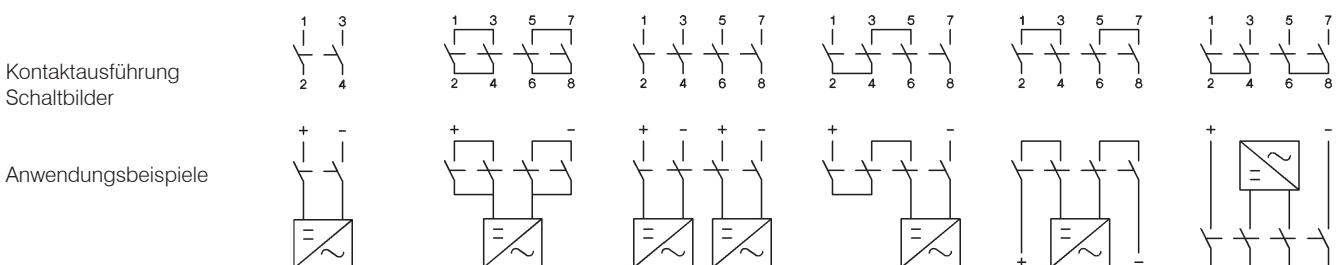 1 3 1 3 5 7 1 3 5 7 1 3 5 7 1 3 5 7 1 3 5 7
Kontaktausführung
Schaltbilder
2 4 2 4 6 8 2 4 6 8 2 4 6 8 2 4 6 8 2 4 6 8
+ - + - + - + - + - + -
Anwendungsbeispiele
= ~
= ~ = ~ = ~ = ~ = ~ = ~
+ -